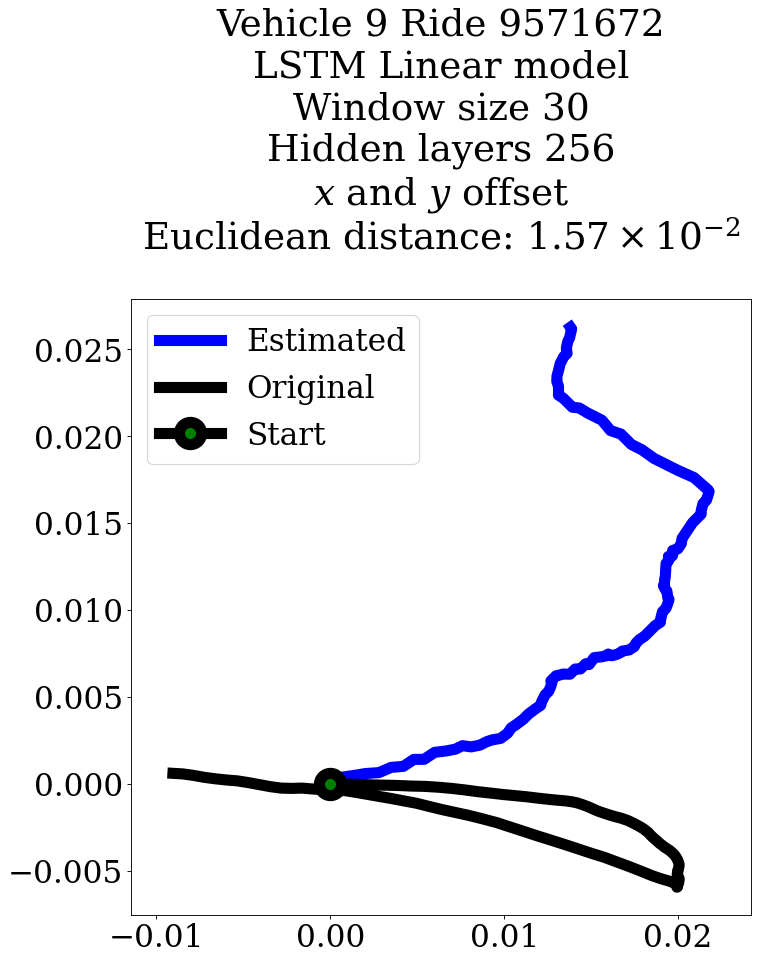 Vehicle 9 Ride 9571672
LSTM Linear model
Window size 30
Hidden layers 256
x and y offset
Euclidean distance: 1.57 × 10⁻²
Estimated
Original
Start
0.025
0.020
0.015
0.010
0.005
0.000
−0.005
−0.01 0.00 0.01 0.02